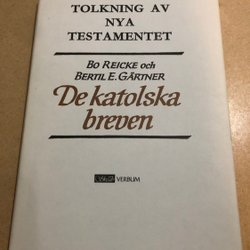 TOLKNING AV
NYA
TESTAMENTET
BO REICKE OCH
BERTIL E. GÄRTNER
De katolska
breven
VERBUM